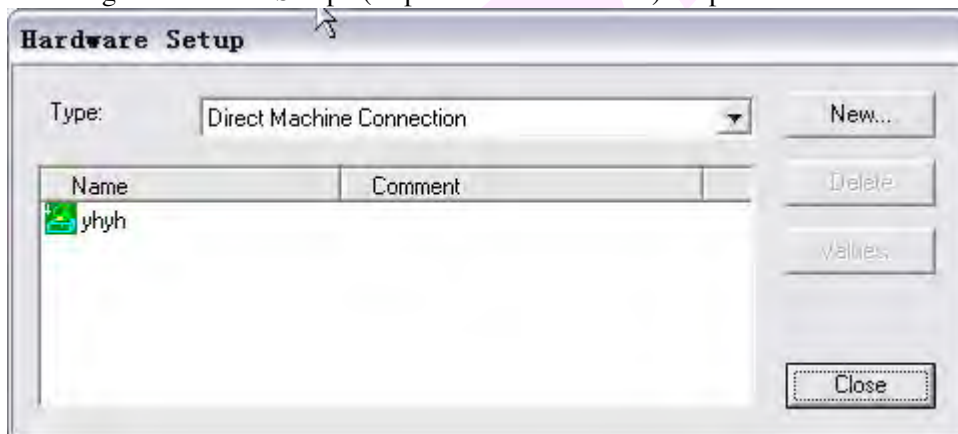 Hardware Setup
Type: Direct Machine Connection New...
Name Comment Delete
yhyh
Values...
Close